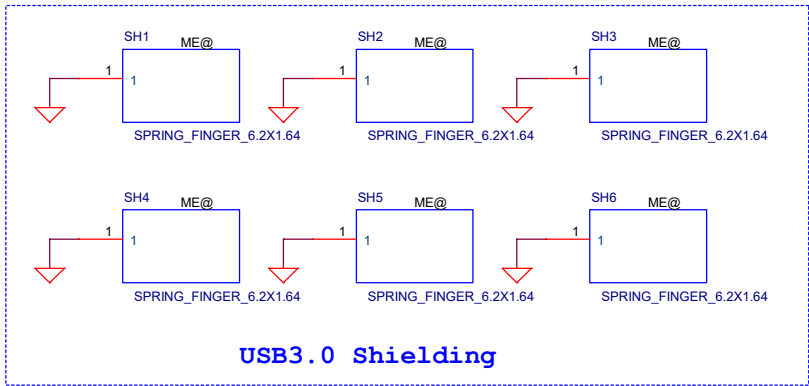 SH1 ME@ SH2 ME@ SH3 ME@
1 1 1 1 1 1
SPRING_FINGER_6.2X1.64 SPRING_FINGER_6.2X1.64 SPRING_FINGER_6.2X1.64
SH4 ME@ SH5 ME@ SH6 ME@
1 1 1 1 1 1
SPRING_FINGER_6.2X1.64 SPRING_FINGER_6.2X1.64 SPRING_FINGER_6.2X1.64
USB3.0 Shielding